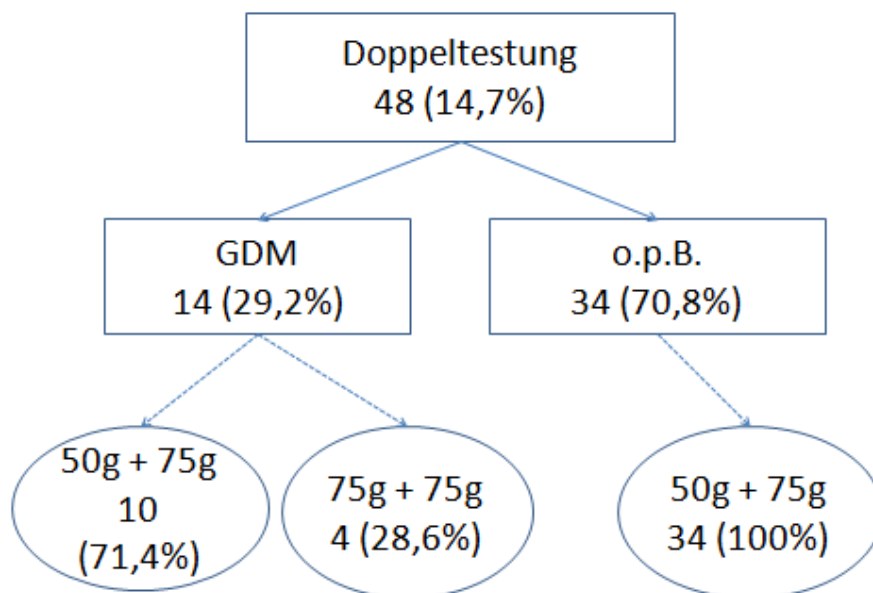 Doppeltestung
48 (14,7%)
GDM
14 (29,2%)
o.p.B.
34 (70,8%)
50g + 75g
10
(71,4%)
75g + 75g
4 (28,6%)
50g + 75g
34 (100%)